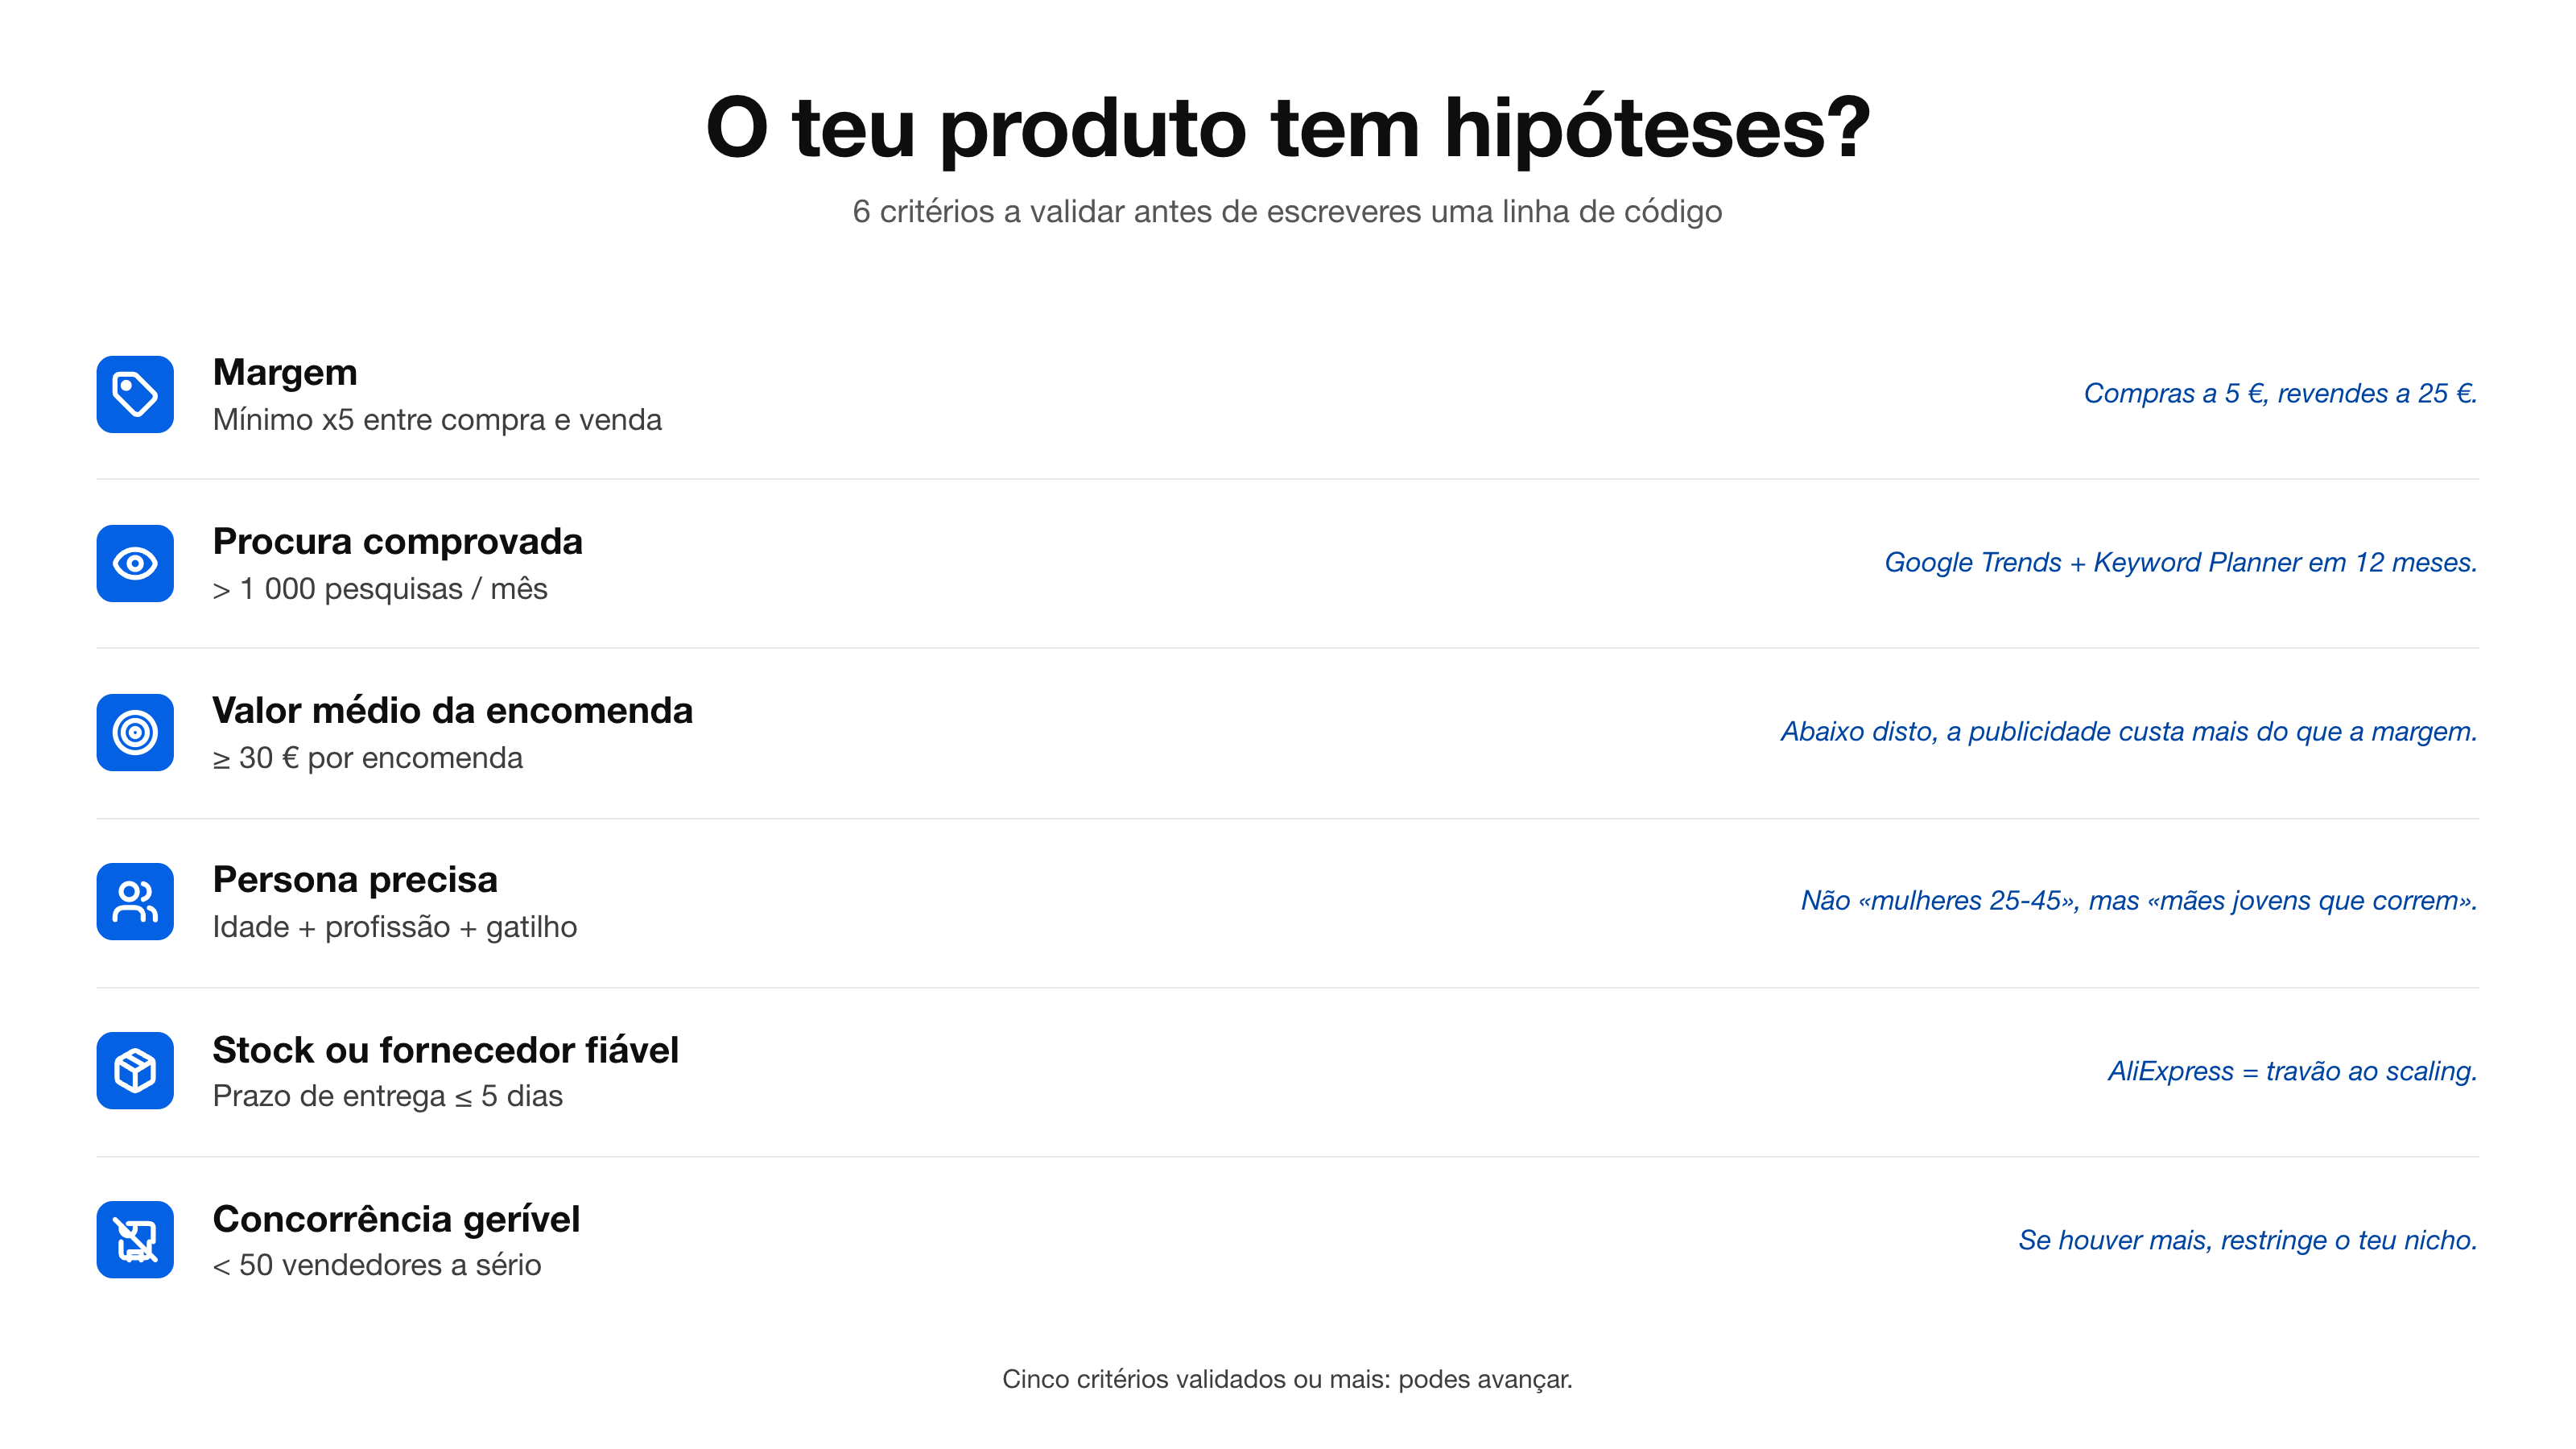 O teu produto tem hipóteses?
6 critérios a validar antes de escreveres uma linha de código
Margem
Mínimo x5 entre compra e venda
Compras a 5 €, revendes a 25 €.
Procura comprovada
> 1 000 pesquisas / mês
Google Trends + Keyword Planner em 12 meses.
Valor médio da encomenda
≥ 30 € por encomenda
Abaixo disto, a publicidade custa mais do que a margem.
Persona precisa
Idade + profissão + gatilho
Não «mulheres 25-45», mas «mães jovens que correm».
Stock ou fornecedor fiável
Prazo de entrega ≤ 5 dias
AliExpress = travão ao scaling.
Concorrência gerível
< 50 vendedores a sério
Se houver mais, restringe o teu nicho.
Cinco critérios validados ou mais: podes avançar.